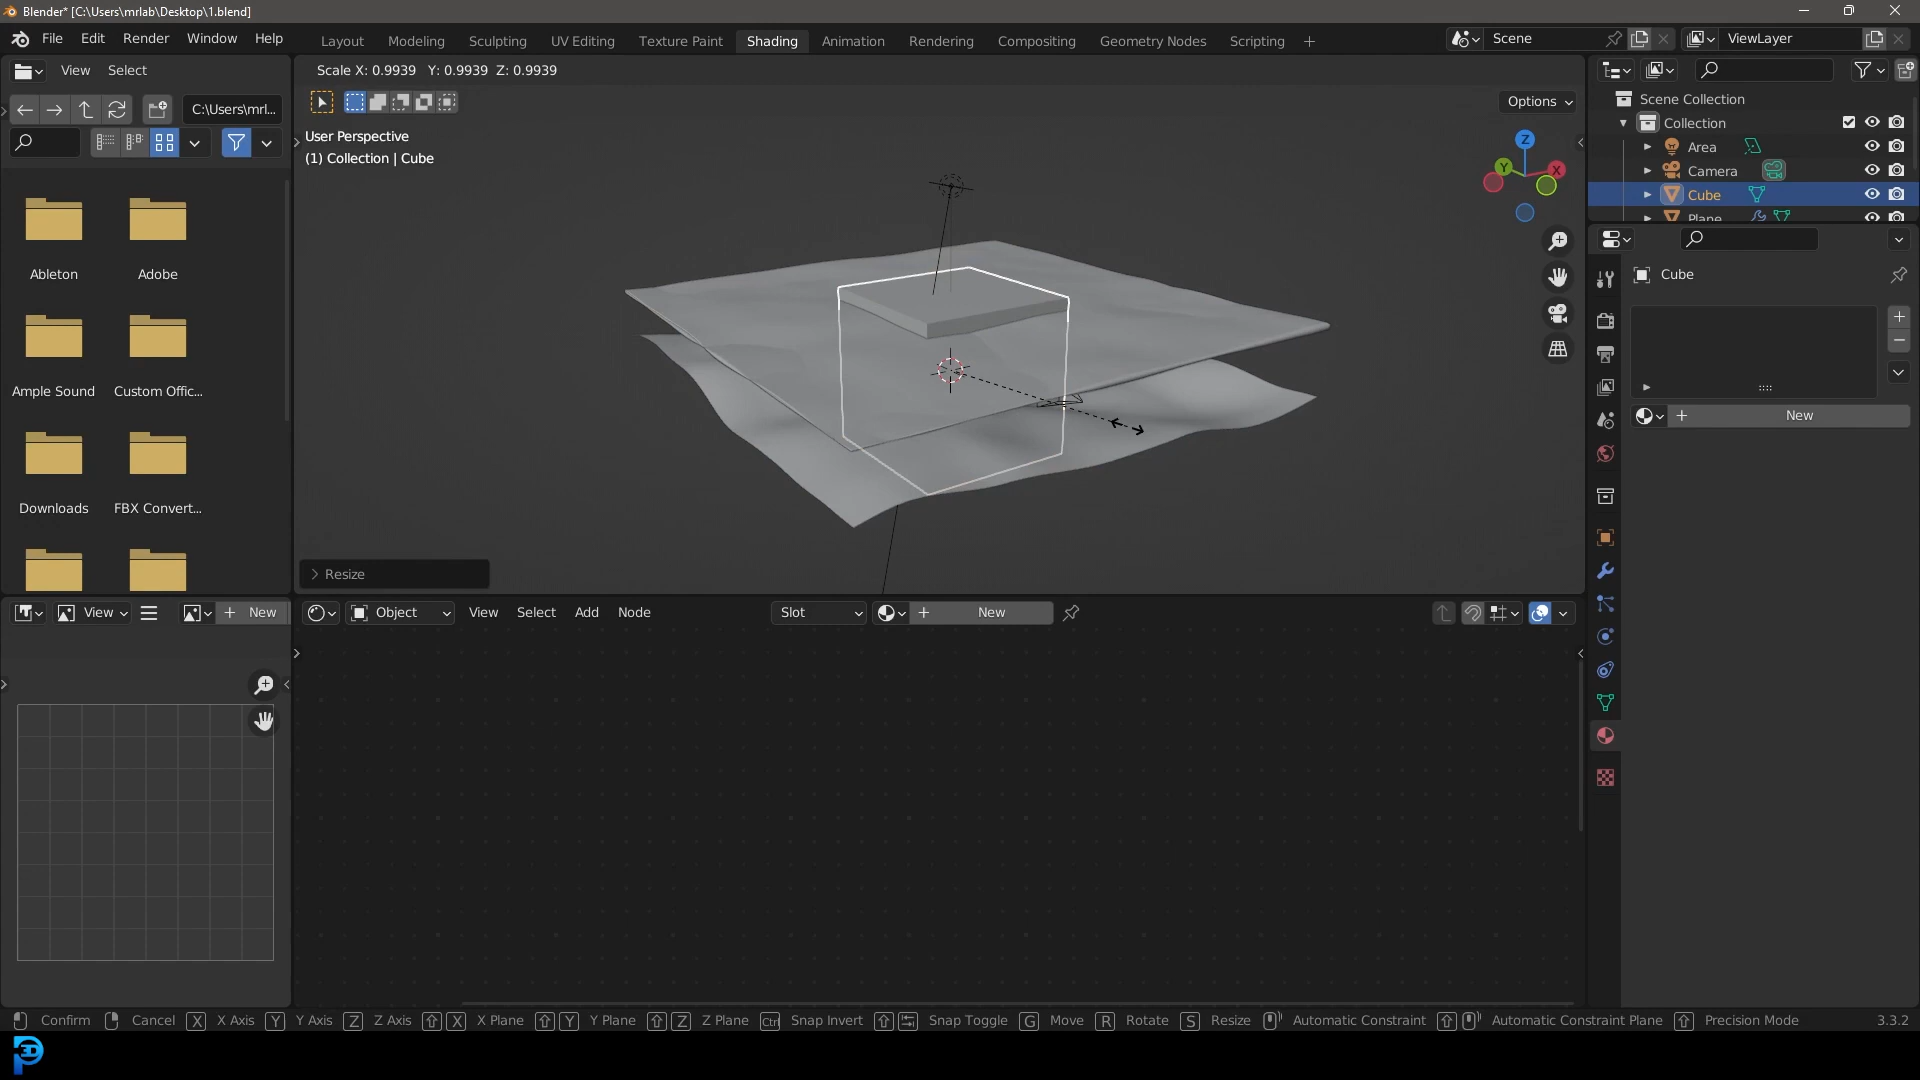 Blender* [C:\Users\mrlab\Desktop\1.blend]
File Edit Render Window Help
Layout Modeling Sculpting UV Editing Texture Paint Shading Animation Rendering Compositing Geometry Nodes Scripting
Scene
ViewLayer
View Select
Scale X: 0.9939 Y: 0.9939 Z: 0.9939
C:\Users\mrl...
Options
User Perspective
(1) Collection | Cube
Z
Y
X
Scene Collection
Collection
Area
Camera
Cube
Plane
Cube
New
Ableton
Adobe
Ample Sound
Custom Offic...
Downloads
FBX Convert...
Resize
View
New
Object View Select Add Node
Slot
New
Confirm Cancel X X Axis Y Y Axis Z Z Axis X X Plane Y Y Plane Z Z Plane Ctrl Snap Invert Snap Toggle G Move R Rotate S Resize Automatic Constraint Automatic Constraint Plane Precision Mode
3.3.2
3D